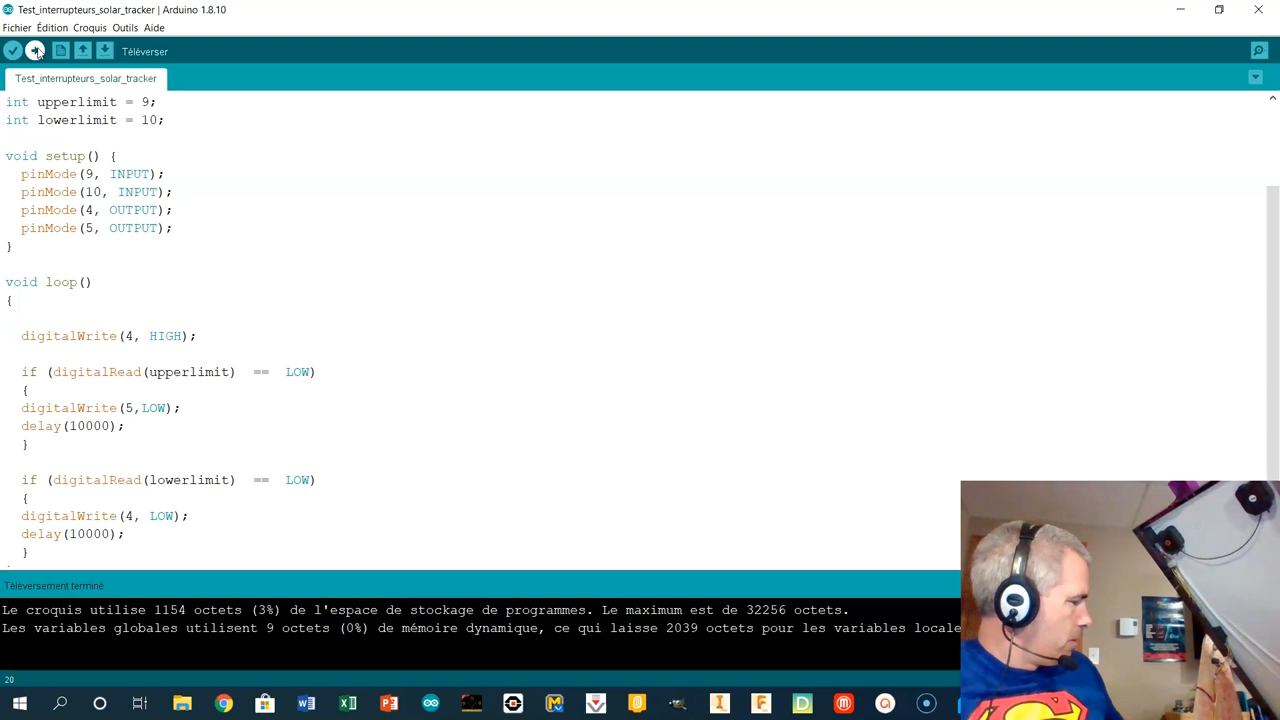 Test_interrupteurs_solar_tracker | Arduino 1.8.10
Fichier Édition Croquis Outils Aide
Téléverser
Test_interrupteurs_solar_tracker
int upperlimit = 9;
int lowerlimit = 10;
void setup() {
pinMode(9, INPUT);
pinMode(10, INPUT);
pinMode(4, OUTPUT);
pinMode(5, OUTPUT);
}
void loop()
{
digitalWrite(4, HIGH);
if (digitalRead(upperlimit)  ==  LOW)
{
digitalWrite(5,LOW);
delay(10000);
}
if (digitalRead(lowerlimit)  ==  LOW)
{
digitalWrite(4, LOW);
delay(10000);
}
Téléversement terminé
Le croquis utilise 1154 octets (3%) de l'espace de stockage de programmes. Le maximum est de 32256 octets.
Les variables globales utilisent 9 octets (0%) de mémoire dynamique, ce qui laisse 2039 octets pour les variables locale
20